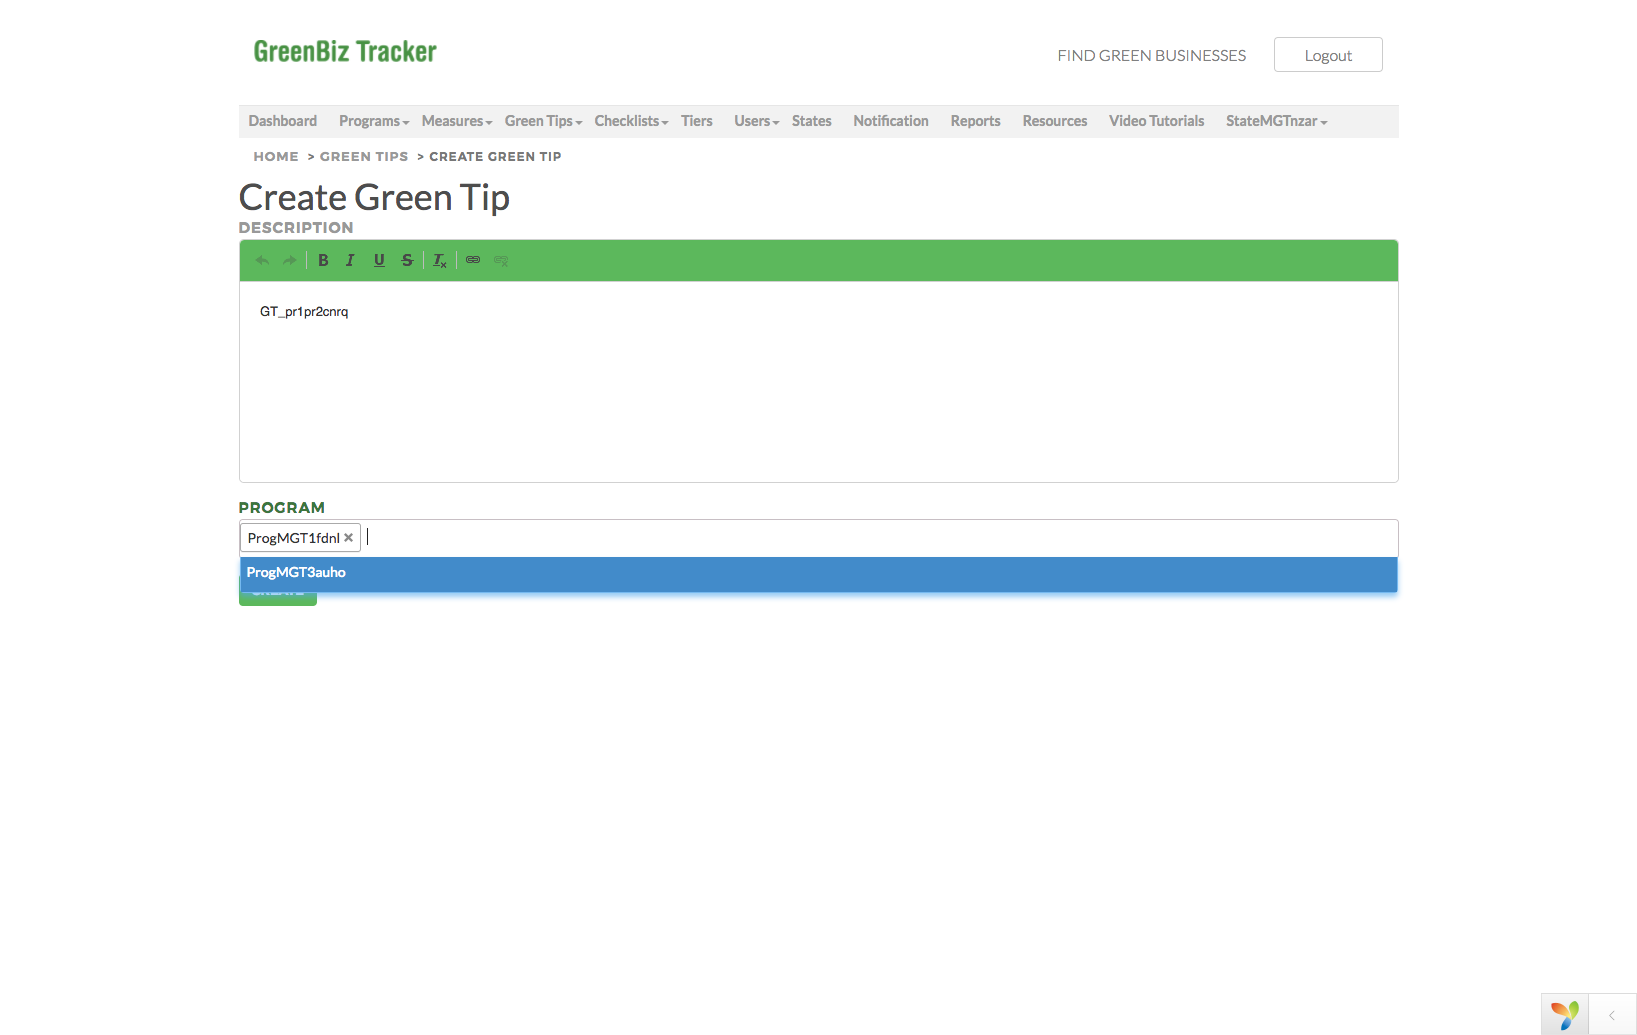 GreenBiz Tracker
FIND GREEN BUSINESSES
Logout
Dashboard Programs Measures Green Tips Checklists Tiers Users States Notification Reports Resources Video Tutorials StateMGTnzar
HOME > GREEN TIPS > CREATE GREEN TIP
Create Green Tip
DESCRIPTION
B I U S Tx
GT_pr1pr2cnrq
PROGRAM
ProgMGT1fdnl ×
ProgMGT3auho